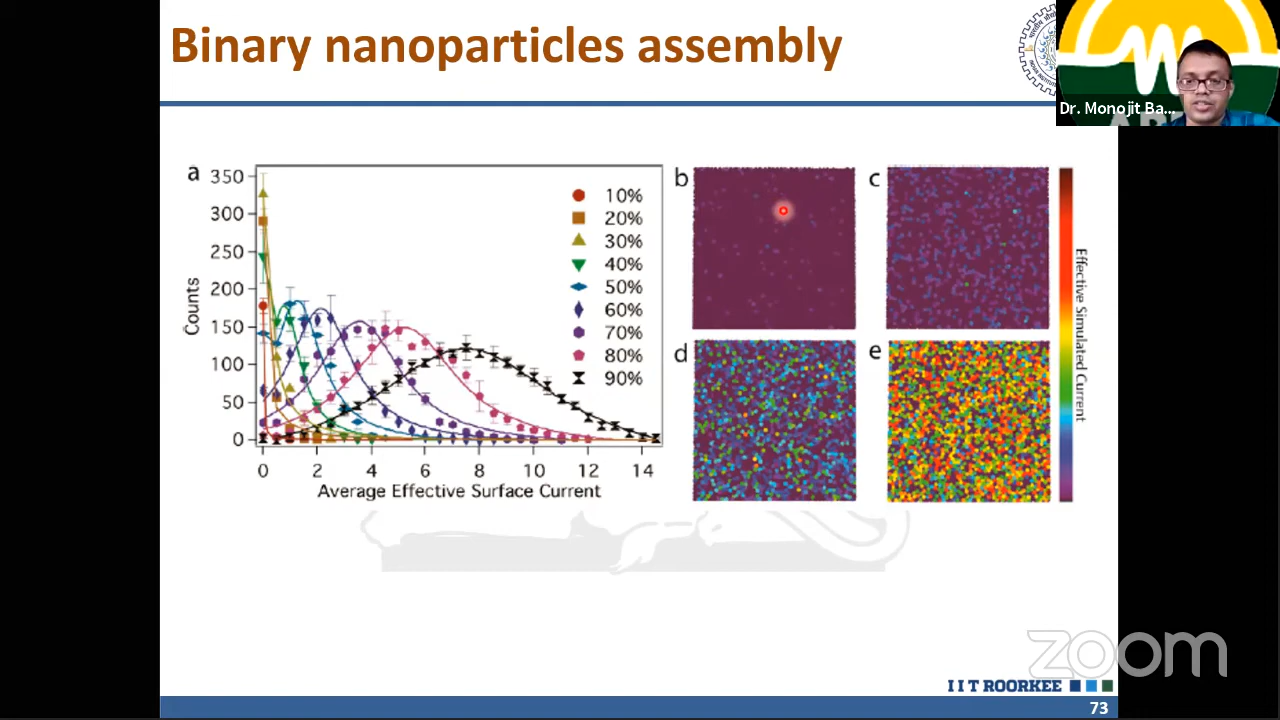 Binary nanoparticles assembly
Dr. Monojit Ba...
a
350
300
250
200
150
100
50
0
Counts
0 2 4 6 8 10 12 14
Average Effective Surface Current
10%
20%
30%
40%
50%
60%
70%
80%
90%
b
c
d
e
Effective Simulated Current
zoom
IIT ROORKEE
73